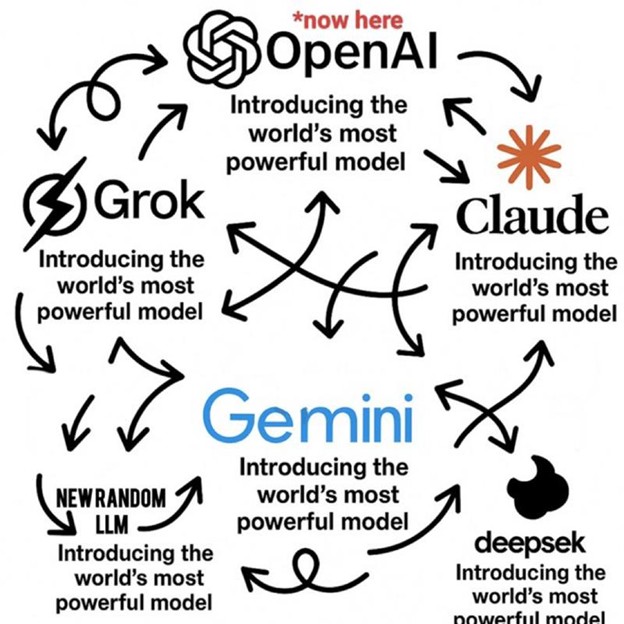 *now here
OpenAI
Introducing the
world's most
powerful model
Grok
Introducing the
world's most
powerful model
Claude
Introducing the
world's most
powerful model
Gemini
Introducing the
world's most
powerful model
NEW RANDOM
LLM
Introducing the
world's most
powerful model
deepsek
Introducing the
world's most
powerful model